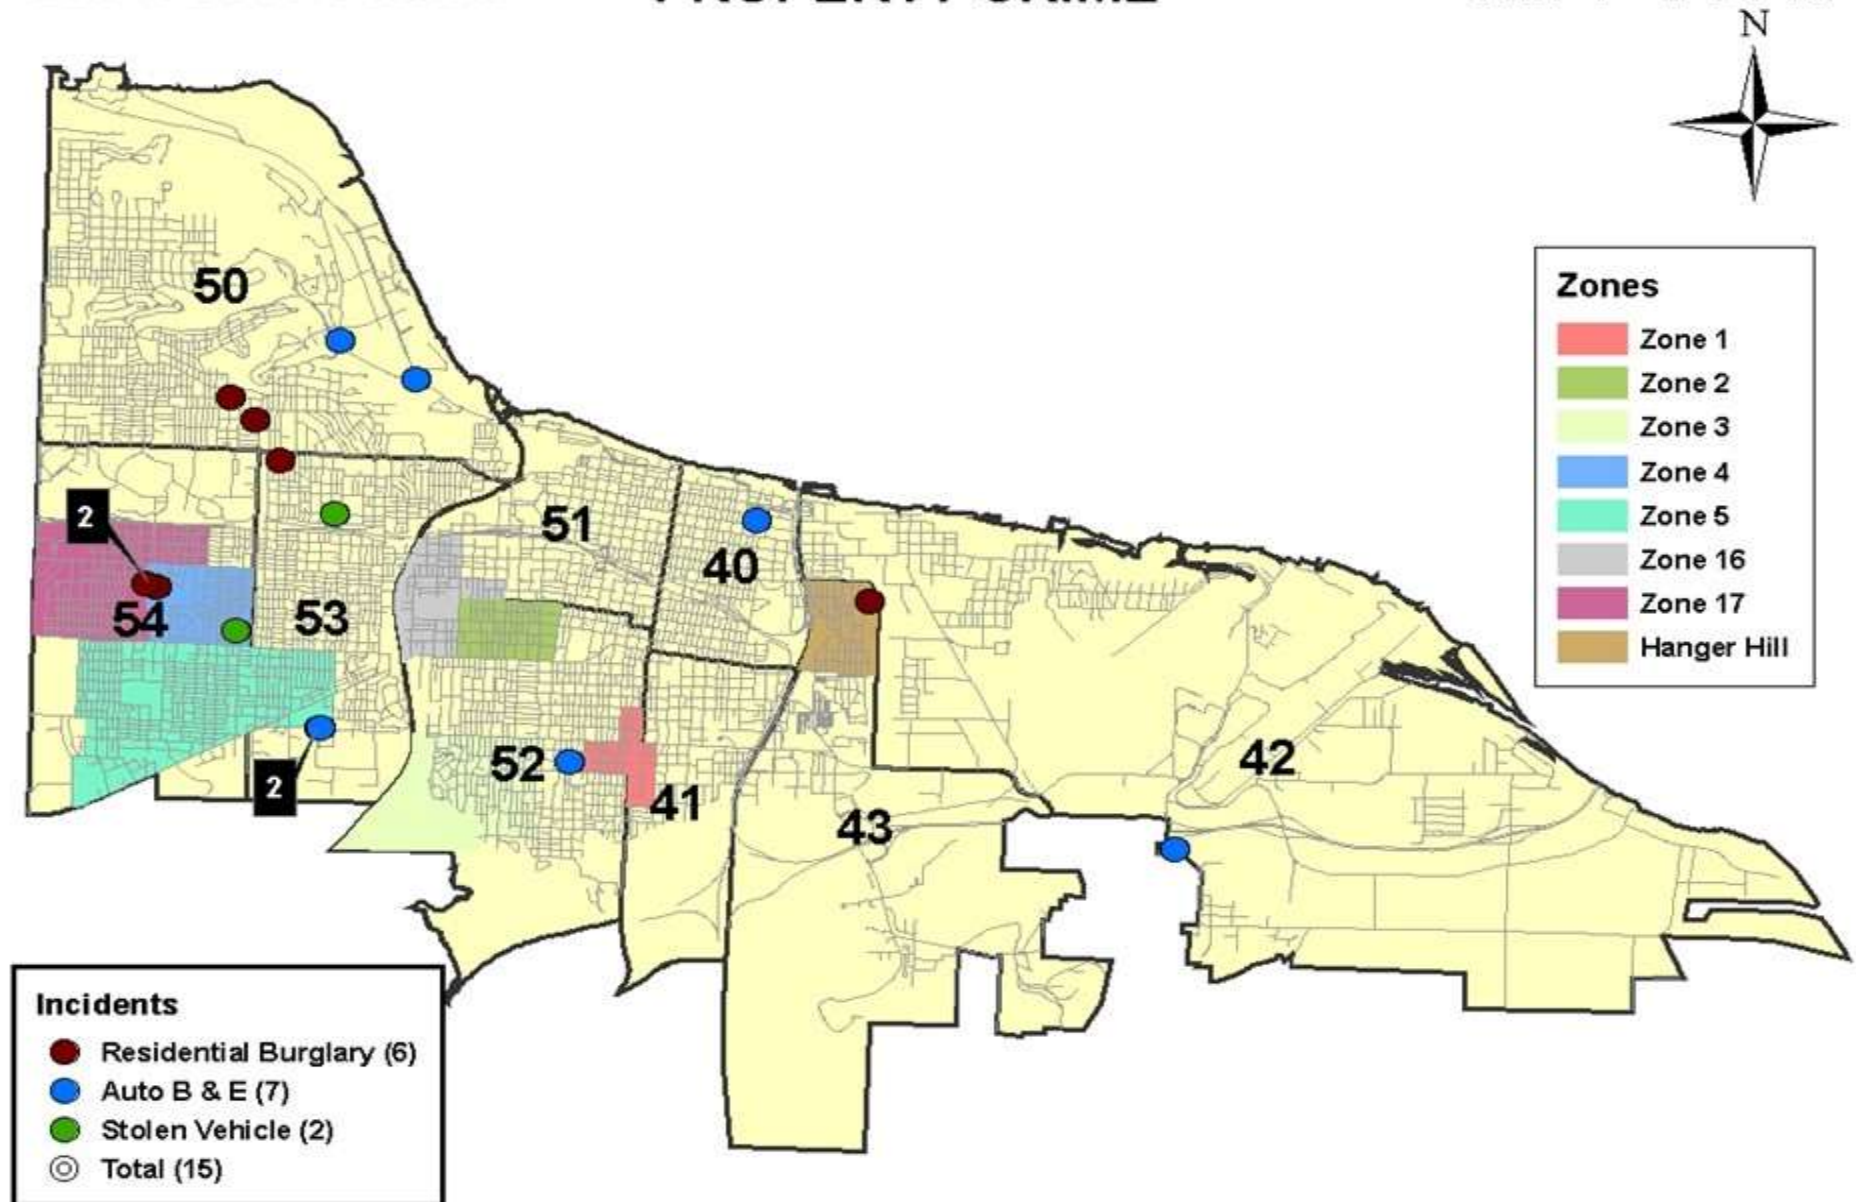 PROPERTY CRIME
N
50
Zones
Zone 1
Zone 2
Zone 3
Zone 4
Zone 5
Zone 16
Zone 17
Hanger Hill
2
51
40
54
53
52
42
2
41
43
Incidents
Residential Burglary (6)
Auto B & E (7)
Stolen Vehicle (2)
Total (15)